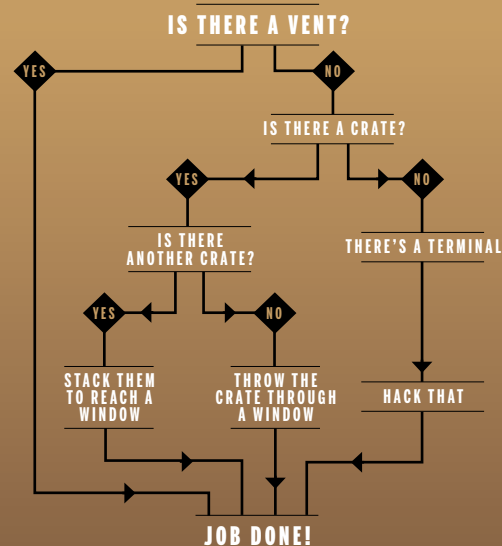 IS THERE A VENT?
YES
NO
IS THERE A CRATE?
YES
NO
IS THERE
ANOTHER CRATE?
THERE'S A TERMINAL
YES
NO
STACK THEM
TO REACH A
WINDOW
THROW THE
CRATE THROUGH
A WINDOW
HACK THAT
JOB DONE!